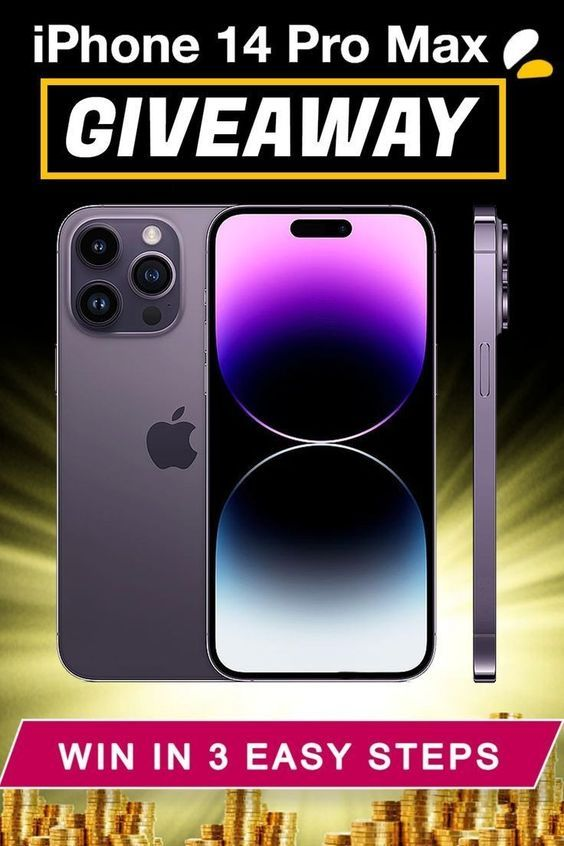 iPhone 14 Pro Max
GIVEAWAY
WIN IN 3 EASY STEPS